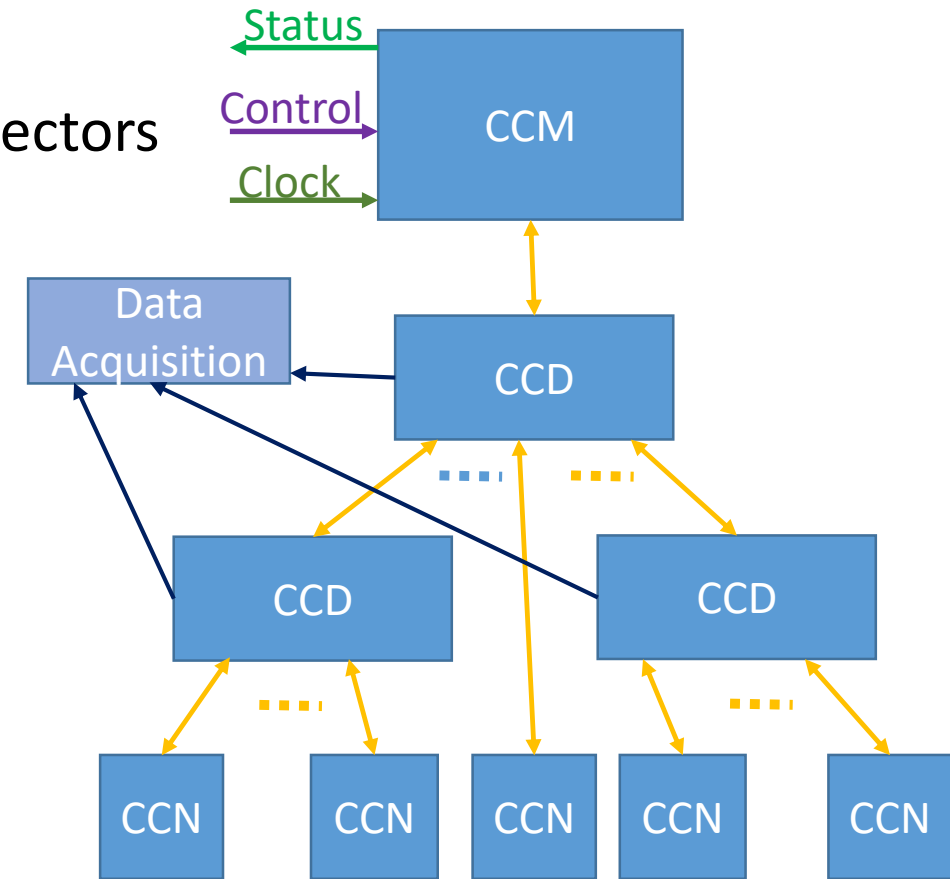 Status
Control
ectors
CCM
Clock
Data
Acquisition
CCD
CCD
CCD
CCN
CCN
CCN
CCN
CCN